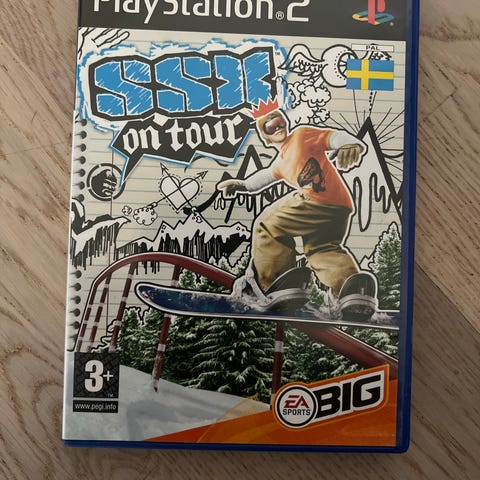 PlayStation®2
PAL
SSX
on tour
3+
www.pegi.info
EA
SPORTS
BIG